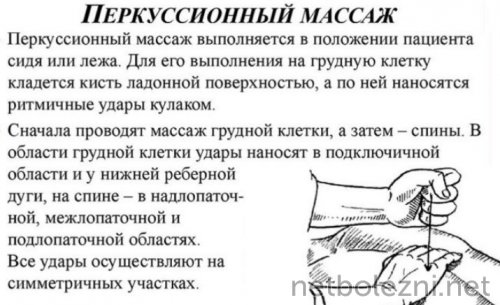 ПЕРКУССИОННЫЙ МАССАЖ
Перкуссионный массаж выполняется в положении пациента
сидя или лежа. Для его выполнения на грудную клетку
кладется кисть ладонной поверхностью, а по ней наносятся
ритмичные удары кулаком.
Сначала проводят массаж грудной клетки, а затем – спины. В
области грудной клетки удары наносят в подключичной
области и у нижней реберной
дуги, на спине – в надлопаточ-
ной, межлопаточной и
подлопаточной областях.
Все удары осуществляют на
симметричных участках.
netbolezni.net